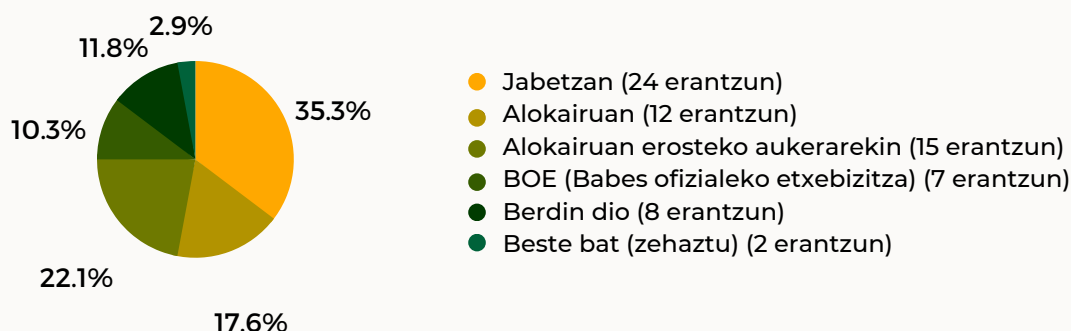 2.9%
11.8%
35.3%
10.3%
22.1%
17.6%
Jabetzan (24 erantzun)
Alokairuan (12 erantzun)
Alokairuan erosteko aukerarekin (15 erantzun)
BOE (Babes ofizialeko etxebizitza) (7 erantzun)
Berdin dio (8 erantzun)
Beste bat (zehaztu) (2 erantzun)